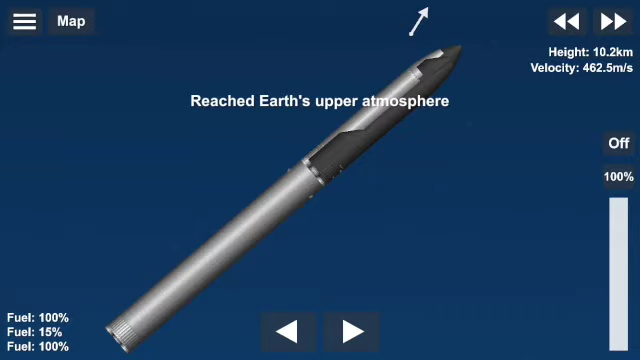 Map
Height: 10.2km
Velocity: 462.5m/s
Reached Earth's upper atmosphere
Off
100%
Fuel: 100%
Fuel: 15%
Fuel: 100%